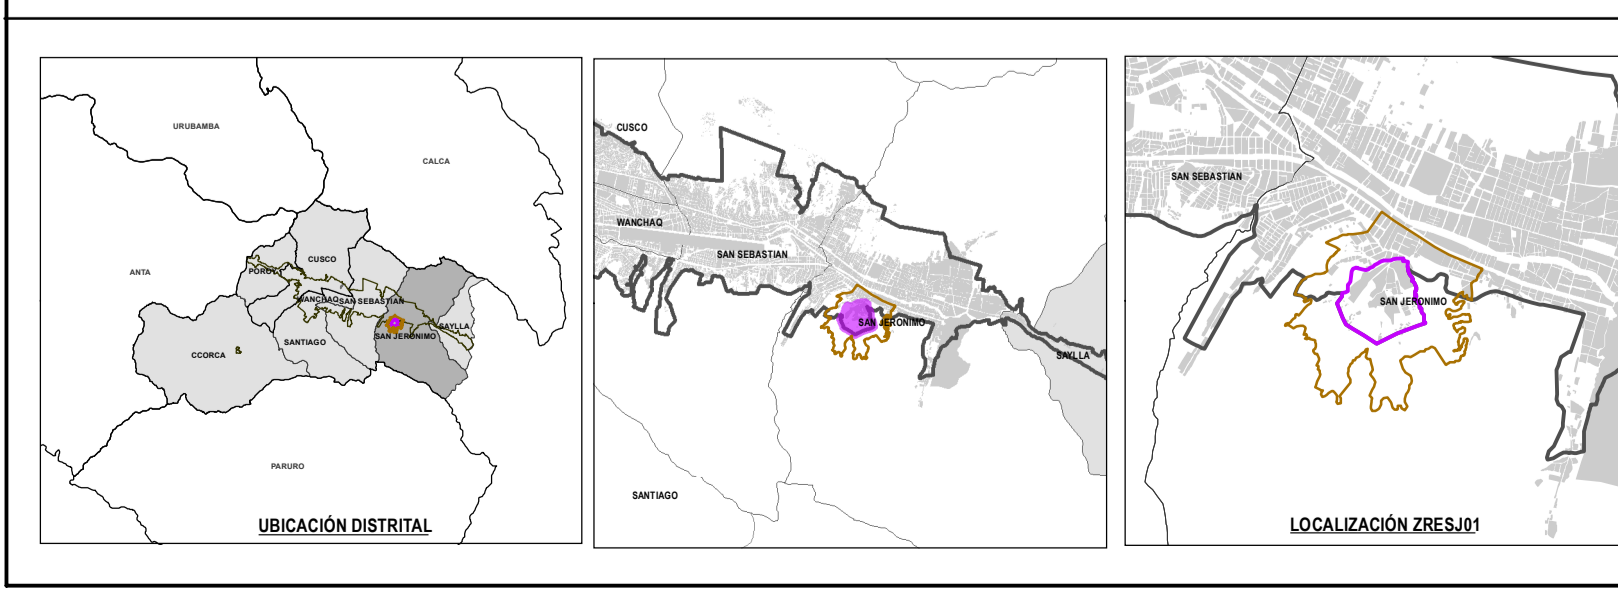 URUBAMBA
CALCA
ANTA
CUSCO
POROY
WANCHAQ
SAN SEBASTIAN
SAYLLA
SAN JERONIMO
SANTIAGO
CCORCA
PARURO
UBICACIÓN DISTRITAL
CUSCO
WANCHAQ
SAN SEBASTIAN
SAN JERONIMO
SAYLLA
SANTIAGO
SAN SEBASTIAN
SAN JERONIMO
LOCALIZACIÓN ZRESJ01